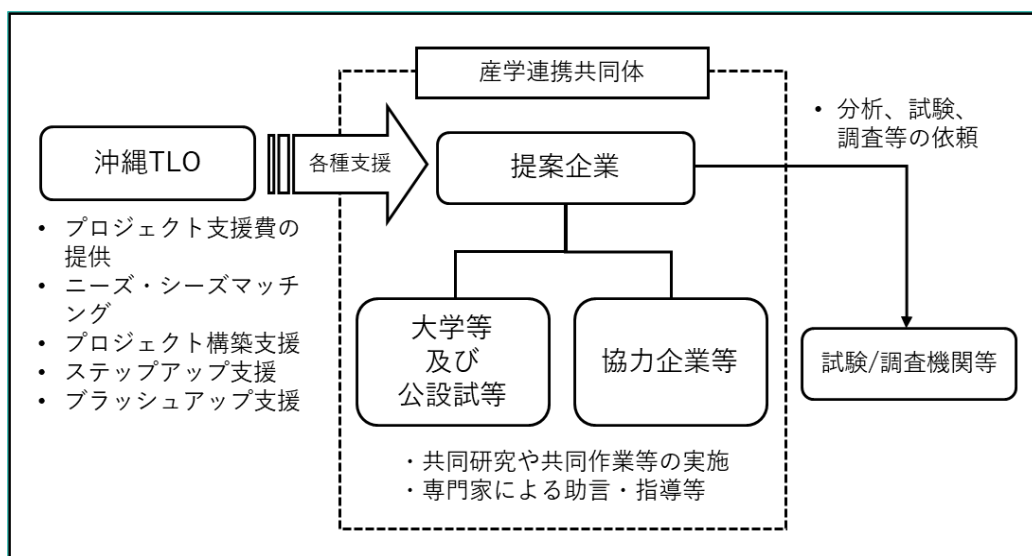 産学連携共同体
沖縄TLO
各種支援
提案企業
• 分析、試験、
調査等の依頼
• プロジェクト支援費の
提供
• ニーズ・シーズマッチ
ング
• プロジェクト構築支援
• ステップアップ支援
• ブラッシュアップ支援
大学等
及び
公設試等
協力企業等
試験/調査機関等
・共同研究や共同作業等の実施
・専門家による助言・指導等